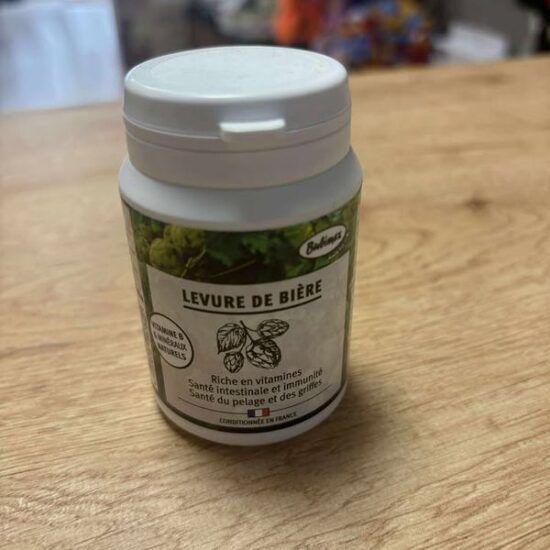 Bubimex
LEVURE DE BIÈRE
VITAMINE B
& MINÉRAUX
NATURELS
Riche en vitamines
Santé intestinale et immunité
Santé du pelage et des griffes
CONDITIONNÉE EN FRANCE